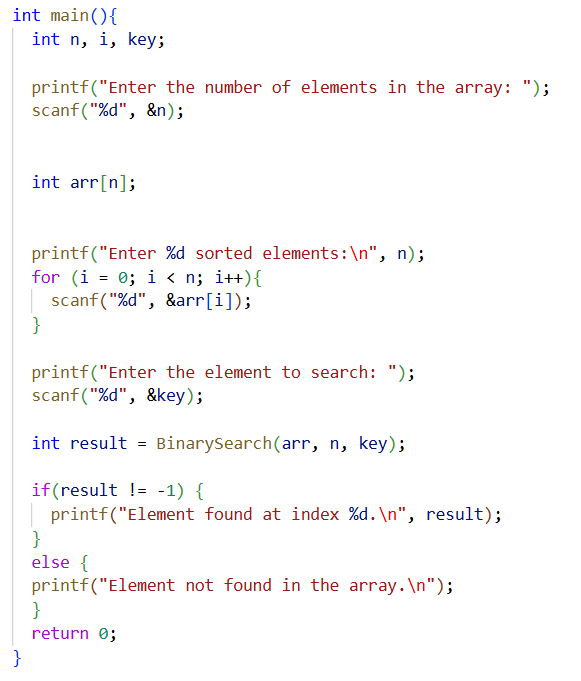 int main(){
int n, i, key;
printf("Enter the number of elements in the array: ");
scanf("%d", &n);
int arr[n];
printf("Enter %d sorted elements:\n", n);
for (i = 0; i < n; i++){
scanf("%d", &arr[i]);
}
printf("Enter the element to search: ");
scanf("%d", &key);
int result = BinarySearch(arr, n, key);
if(result != -1) {
printf("Element found at index %d.\n", result);
}
else {
printf("Element not found in the array.\n");
}
return 0;
}